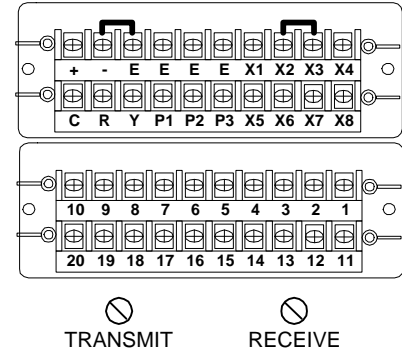 + - E E E E X1 X2 X3 X4
C R Y P1 P2 P3 X5 X6 X7 X8
10 9 8 7 6 5 4 3 2 1
20 19 18 17 16 15 14 13 12 11
TRANSMIT RECEIVE